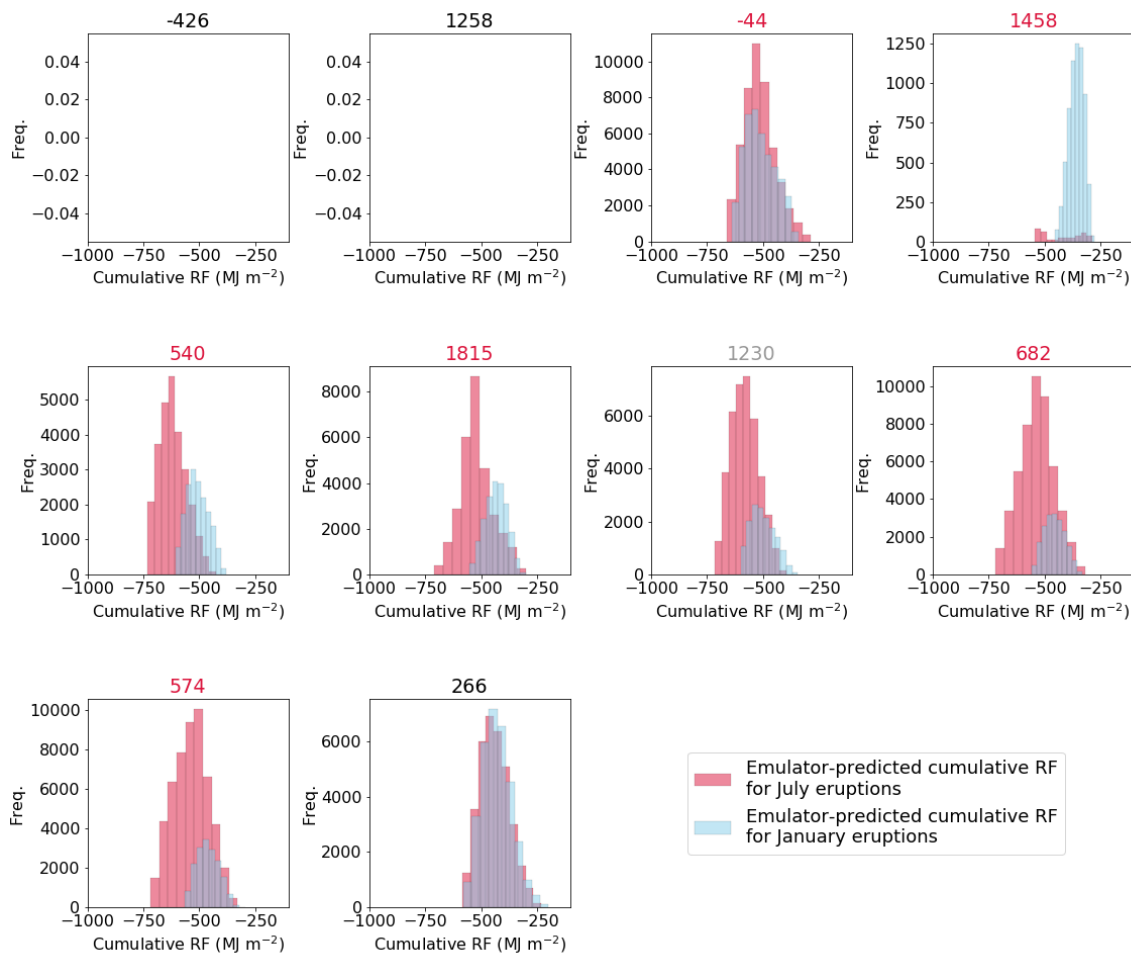 -426
1258
-44
1458
0.04
0.02
0.00
−0.02
−0.04
Freq.
−1000 −750 −500 −250
Cumulative RF (MJ m⁻²)
0.04
0.02
0.00
−0.02
−0.04
Freq.
−1000 −750 −500 −250
Cumulative RF (MJ m⁻²)
10000
8000
6000
4000
2000
0
Freq.
−1000 −750 −500 −250
Cumulative RF (MJ m⁻²)
1250
1000
750
500
250
0
Freq.
−1000 −750 −500 −250
Cumulative RF (MJ m⁻²)
540
1815
1230
682
5000
4000
3000
2000
1000
0
Freq.
−1000 −750 −500 −250
Cumulative RF (MJ m⁻²)
8000
6000
4000
2000
0
Freq.
−1000 −750 −500 −250
Cumulative RF (MJ m⁻²)
6000
4000
2000
0
Freq.
−1000 −750 −500 −250
Cumulative RF (MJ m⁻²)
10000
8000
6000
4000
2000
0
Freq.
−1000 −750 −500 −250
Cumulative RF (MJ m⁻²)
574
266
10000
8000
6000
4000
2000
0
Freq.
−1000 −750 −500 −250
Cumulative RF (MJ m⁻²)
6000
4000
2000
0
Freq.
−1000 −750 −500 −250
Cumulative RF (MJ m⁻²)
Emulator-predicted cumulative RF
for July eruptions
Emulator-predicted cumulative RF
for January eruptions